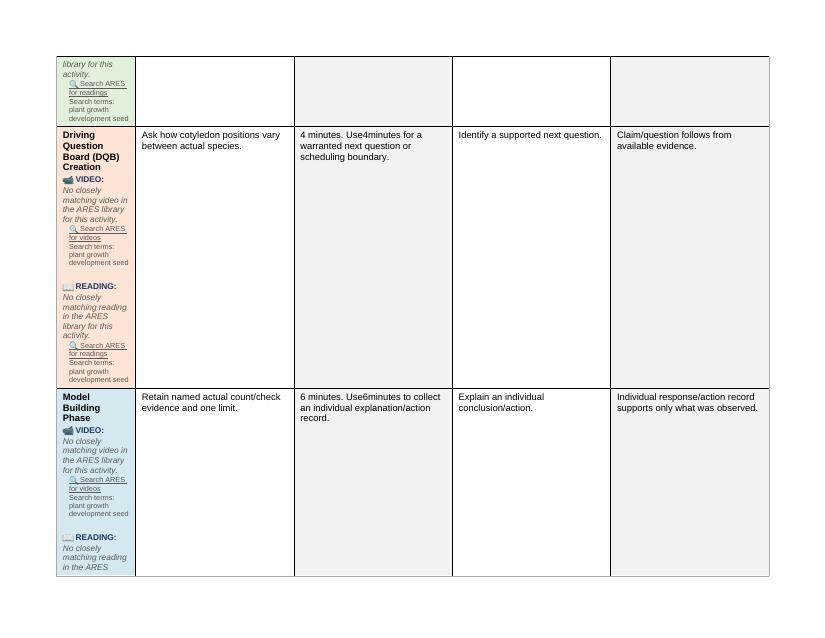 library for this
activity.
🔍 Search ARES
for readings
Search terms:
plant growth
development seed
Driving
Question
Board (DQB)
Creation
📹 VIDEO:
No closely
matching video in
the ARES library
for this activity.
🔍 Search ARES
for videos
Search terms:
plant growth
development seed
📖 READING:
No closely
matching reading
in the ARES
library for this
activity.
🔍 Search ARES
for readings
Search terms:
plant growth
development seed
Ask how cotyledon positions vary
between actual species.
4 minutes. Use4minutes for a
warranted next question or
scheduling boundary.
Identify a supported next question.
Claim/question follows from
available evidence.
Model
Building
Phase
📹 VIDEO:
No closely
matching video in
the ARES library
for this activity.
🔍 Search ARES
for videos
Search terms:
plant growth
development seed
📖 READING:
No closely
matching reading
in the ARES
Retain named actual count/check
evidence and one limit.
6 minutes. Use6minutes to collect
an individual explanation/action
record.
Explain an individual
conclusion/action.
Individual response/action record
supports only what was observed.